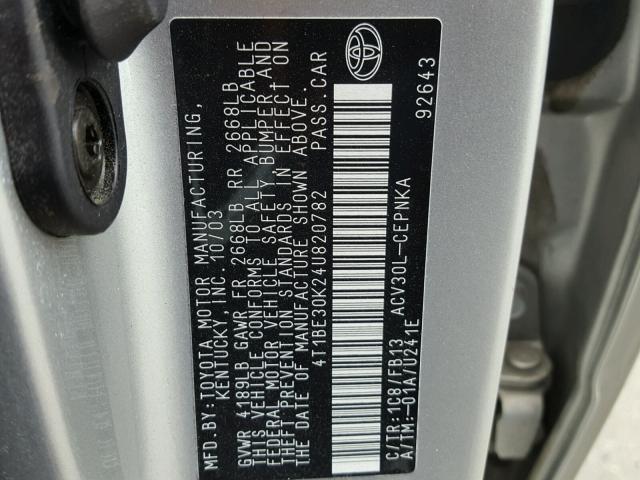 MFD. BY: TOYOTA MOTOR MANUFACTURING,
KENTUCKY, INC. 10/03
GVWR 4189LB GAWR FR 2668LB RR 2668LB
THIS VEHICLE CONFORMS TO ALL APPLICABLE
FEDERAL MOTOR VEHICLE SAFETY, BUMPER, AND
THEFT PREVENTION STANDARDS IN EFFECT ON
THE DATE OF MANUFACTURE SHOWN ABOVE.
4T1BE30K24U820782 PASS. CAR
C/TR: 1C8/FB13 ACV30L-CEPNKA
A/TM: -01A/U241E
92643